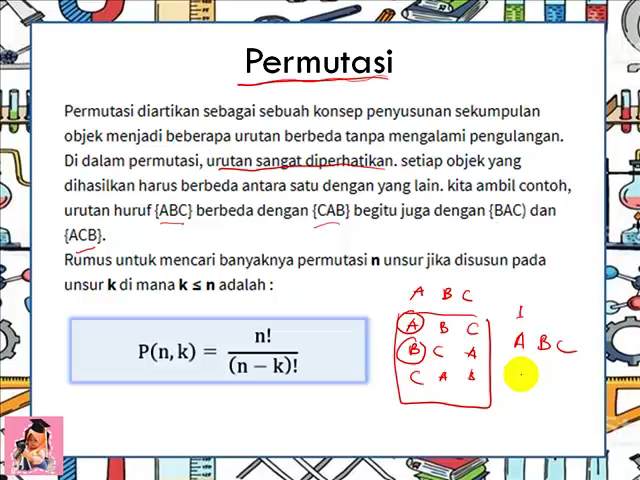 Permutasi
Permutasi diartikan sebagai sebuah konsep penyusunan sekumpulan
objek menjadi beberapa urutan berbeda tanpa mengalami pengulangan.
Di dalam permutasi, urutan sangat diperhatikan. setiap objek yang
dihasilkan harus berbeda antara satu dengan yang lain. kita ambil contoh,
urutan huruf {ABC} berbeda dengan {CAB} begitu juga dengan {BAC) dan
{ACB}.
Rumus untuk mencari banyaknya permutasi n unsur jika disusun pada
unsur k di mana k ≤ n adalah :
P(n, k) = n! / (n − k)!
A B C
A B C
B C A
C A B
I
A B C